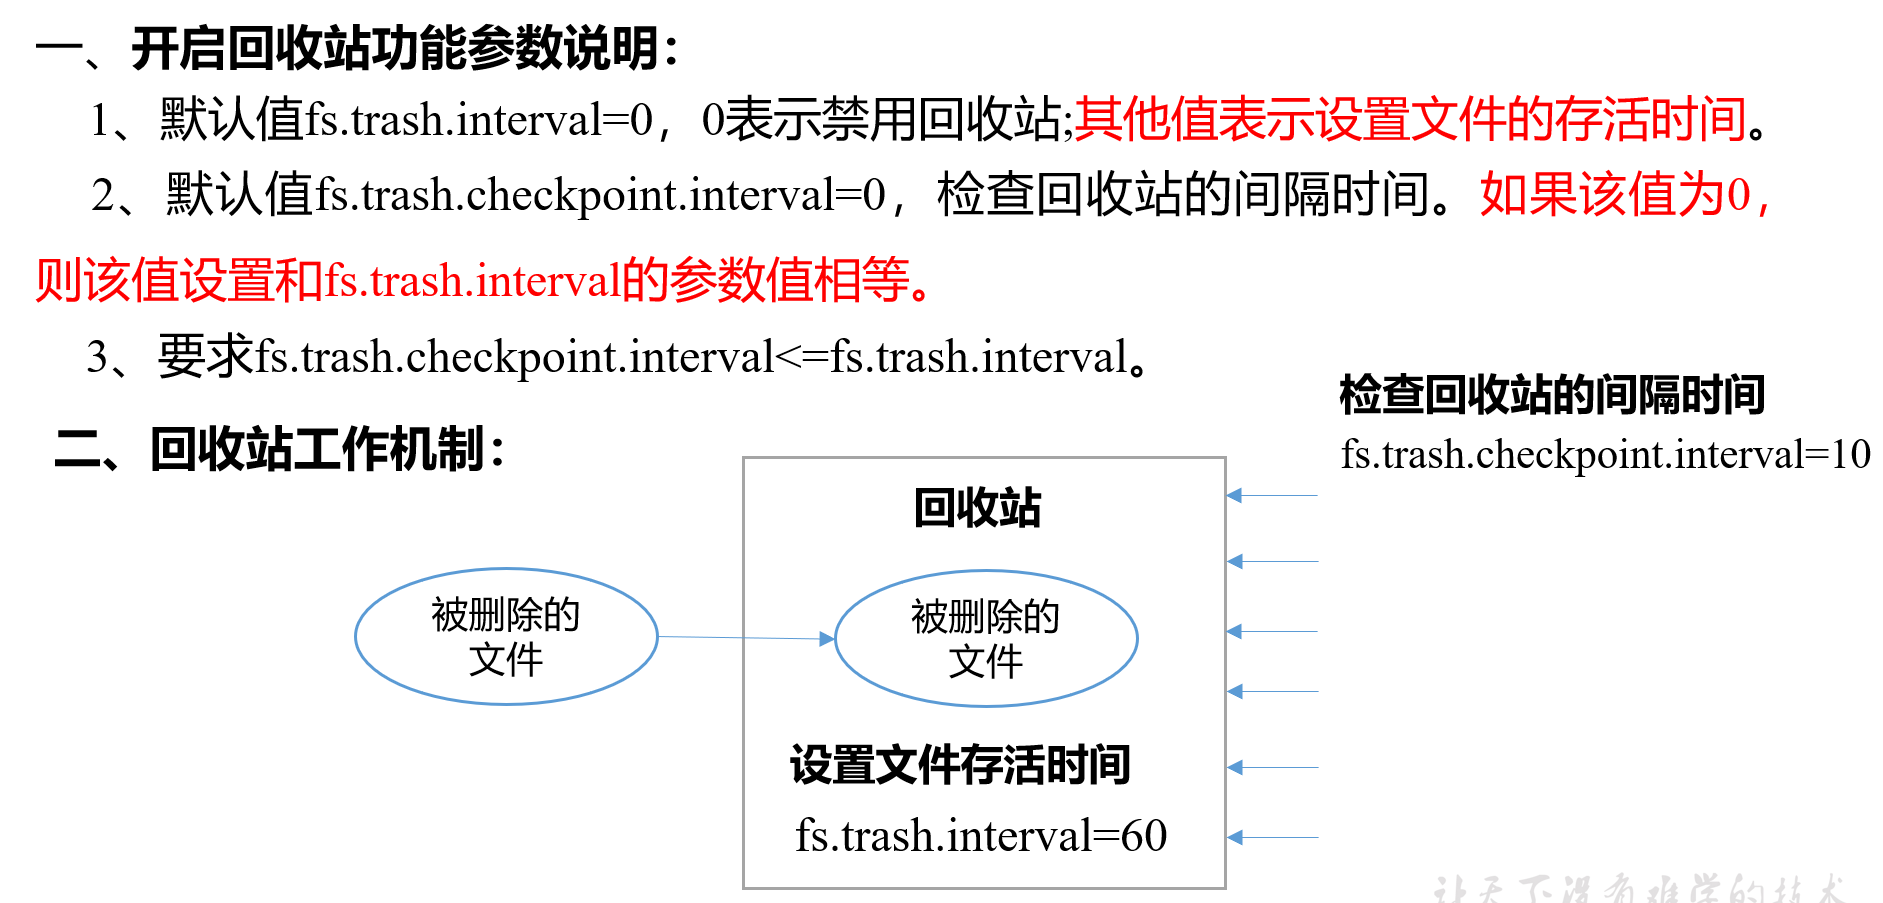 一、开启回收站功能参数说明：
1、默认值fs.trash.interval=0，0表示禁用回收站;其他值表示设置文件的存活时间。
2、默认值fs.trash.checkpoint.interval=0，检查回收站的间隔时间。如果该值为0，
则该值设置和fs.trash.interval的参数值相等。
3、要求fs.trash.checkpoint.interval<=fs.trash.interval。
检查回收站的间隔时间
fs.trash.checkpoint.interval=10
二、回收站工作机制：
回收站
被删除的
文件
被删除的
文件
设置文件存活时间
fs.trash.interval=60
让天下没有难学的技术